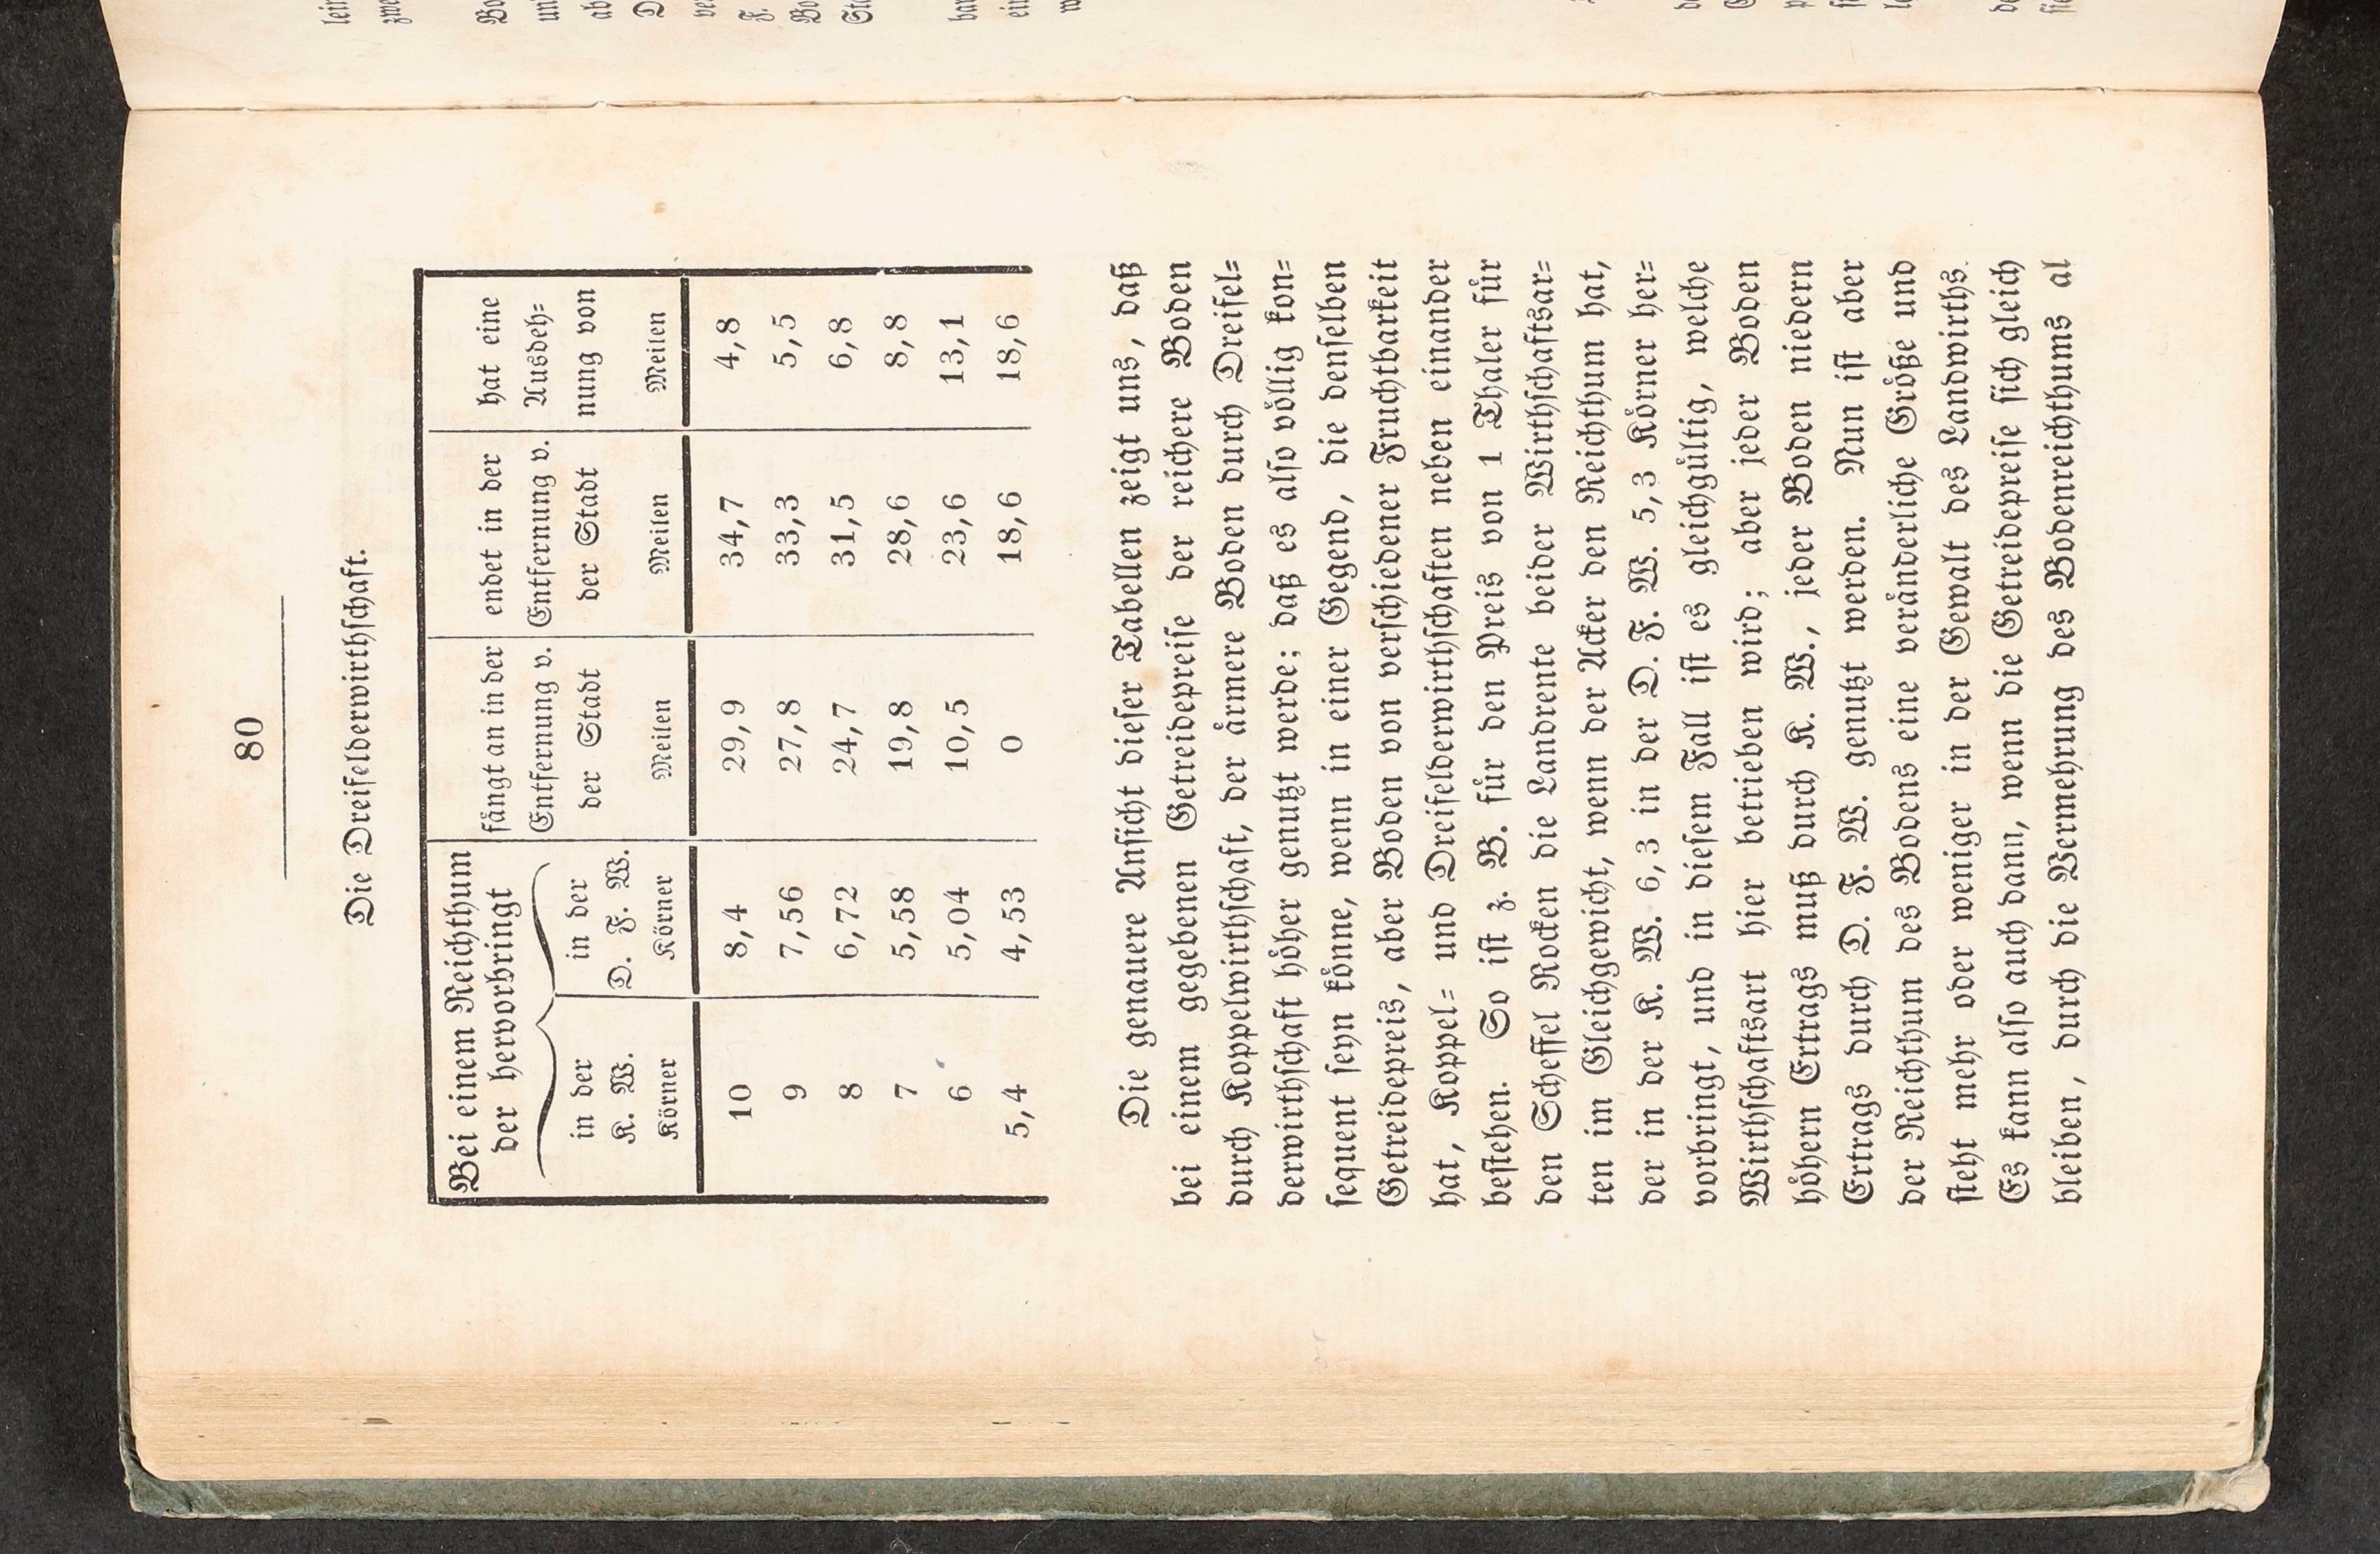 80
Die Dreifelderwirthschaft.
Bei einem Reichthum
der hervorbringt
in der
K. W.
Körner
in der
D. F. W.
Körner
fängt an in der
Entfernung v.
der Stadt
Meilen
endet in der
Entfernung v.
der Stadt
Meilen
hat eine
Ausdeh=
nung von
Meilen
10 8,4 29,9 34,7 4,8
9 7,56 27,8 33,3 5,5
8 6,72 24,7 31,5 6,8
7 5,58 19,8 28,6 8,8
6 5,04 10,5 23,6 13,1
5,4 4,53 0 18,6 18,6
Die genauere Ansicht dieser Tabellen zeigt uns, daß
bei einem gegebenen Getreidepreise der reichere Boden
durch Koppelwirthschaft, der ärmere Boden durch Dreifel=
derwirthschaft höher genutzt werde; daß es also völlig kon=
sequent seyn könne, wenn in einer Gegend, die denselben
Getreidepreis, aber Boden von verschiedener Fruchtbarkeit
hat, Koppel= und Dreifelderwirthschaften neben einander
bestehen. So ist z. B. für den Preis von 1 Thaler für
den Scheffel Rocken die Landrente beider Wirthschaftsar=
ten im Gleichgewicht, wenn der Acker den Reichthum hat,
der in der K. W. 6,3 in der D. F. W. 5,3 Körner her=
vorbringt, und in diesem Fall ist es gleichgültig, welche
Wirthschaftsart hier betrieben wird; aber jeder Boden
höhern Ertrags muß durch K. W., jeder Boden niedern
Ertrags durch D. F. W. genutzt werden. Nun ist aber
der Reichthum des Bodens eine veränderliche Größe und
steht mehr oder weniger in der Gewalt des Landwirths.
Es kann also auch dann, wenn die Getreidepreise sich gleich
bleiben, durch die Vermehrung des Bodenreichthums al